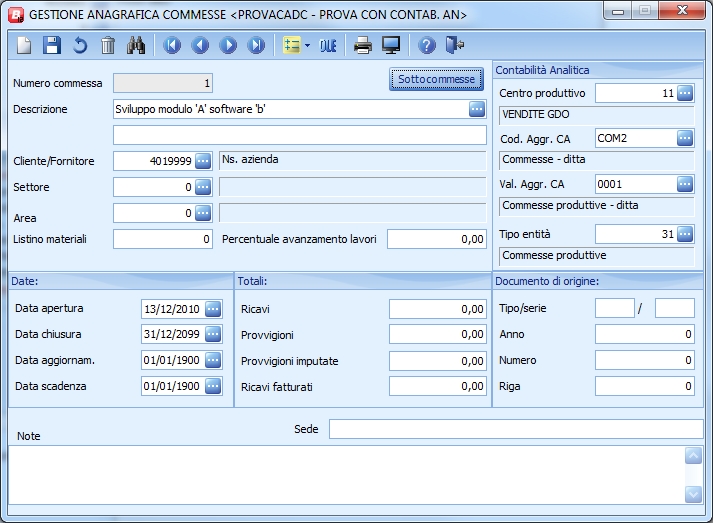 GESTIONE ANAGRAFICA COMMESSE <PROVACADC - PROVA CON CONTAB. AN>
OLE
Numero commessa 1 Sottocommesse
Descrizione Sviluppo modulo 'A' software 'b'
Cliente/Fornitore 4019999 Ns. azienda
Settore 0
Area 0
Listino materiali 0 Percentuale avanzamento lavori 0,00
Contabilità Analitica
Centro produttivo 11
VENDITE GDO
Cod. Aggr. CA COM2
Commesse - ditta
Val. Aggr. CA 0001
Commesse produttive - ditta
Tipo entità 31
Commesse produttive
Date:
Data apertura 13/12/2010
Data chiusura 31/12/2099
Data aggiornam. 01/01/1900
Data scadenza 01/01/1900
Totali:
Ricavi 0,00
Provvigioni 0,00
Provvigioni imputate 0,00
Ricavi fatturati 0,00
Documento di origine:
Tipo/serie /
Anno 0
Numero 0
Riga 0
Sede
Note